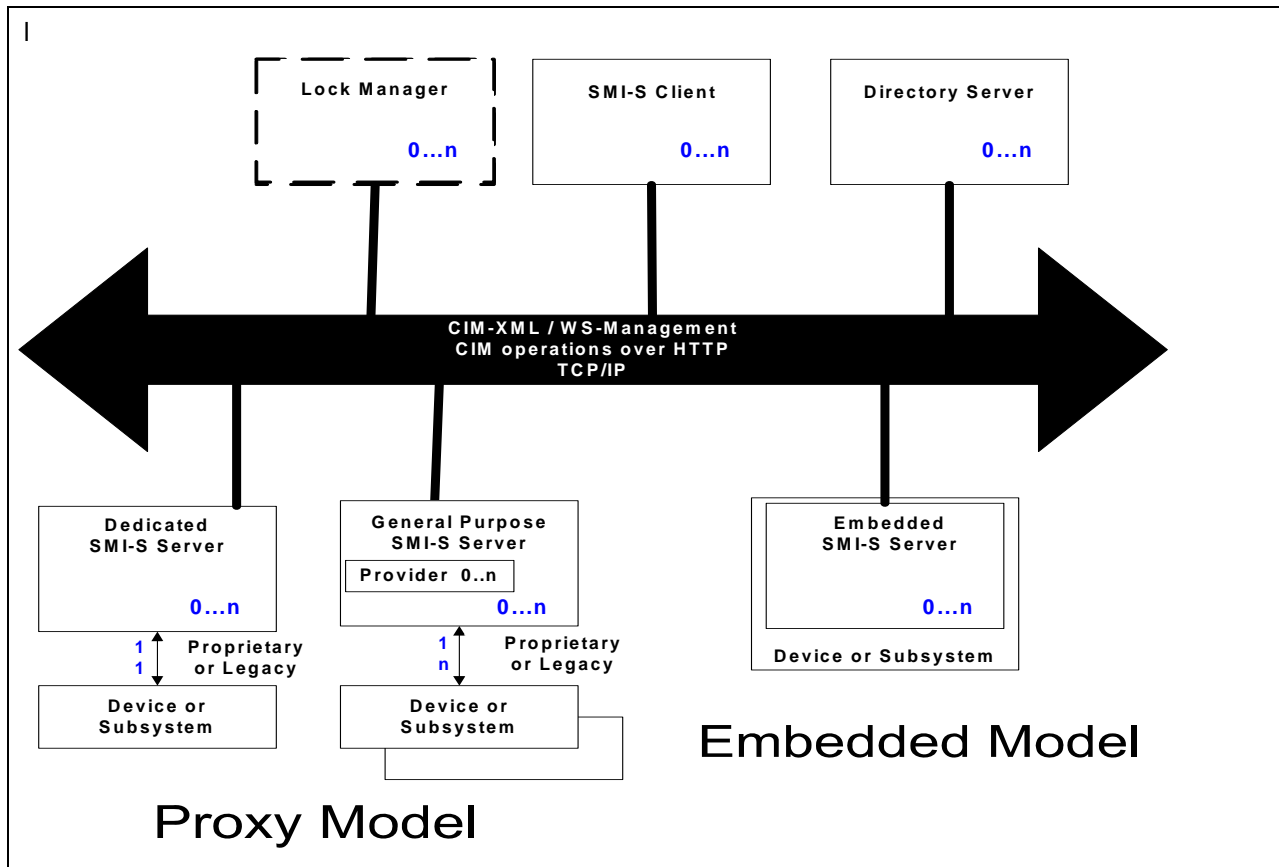 |
Lock Manager
0...n
SMI-S Client
0...n
Directory Server
0...n
CIM-XML / WS-Management
CIM operations over HTTP
TCP/IP
Dedicated
SMI-S Server
0...n
1
1
Proprietary
or Legacy
Device or
Subsystem
General Purpose
SMI-S Server
Provider 0..n
0...n
1
n
Proprietary
or Legacy
Device or
Subsystem
Embedded
SMI-S Server
0...n
Device or Subsystem
Embedded Model
Proxy Model